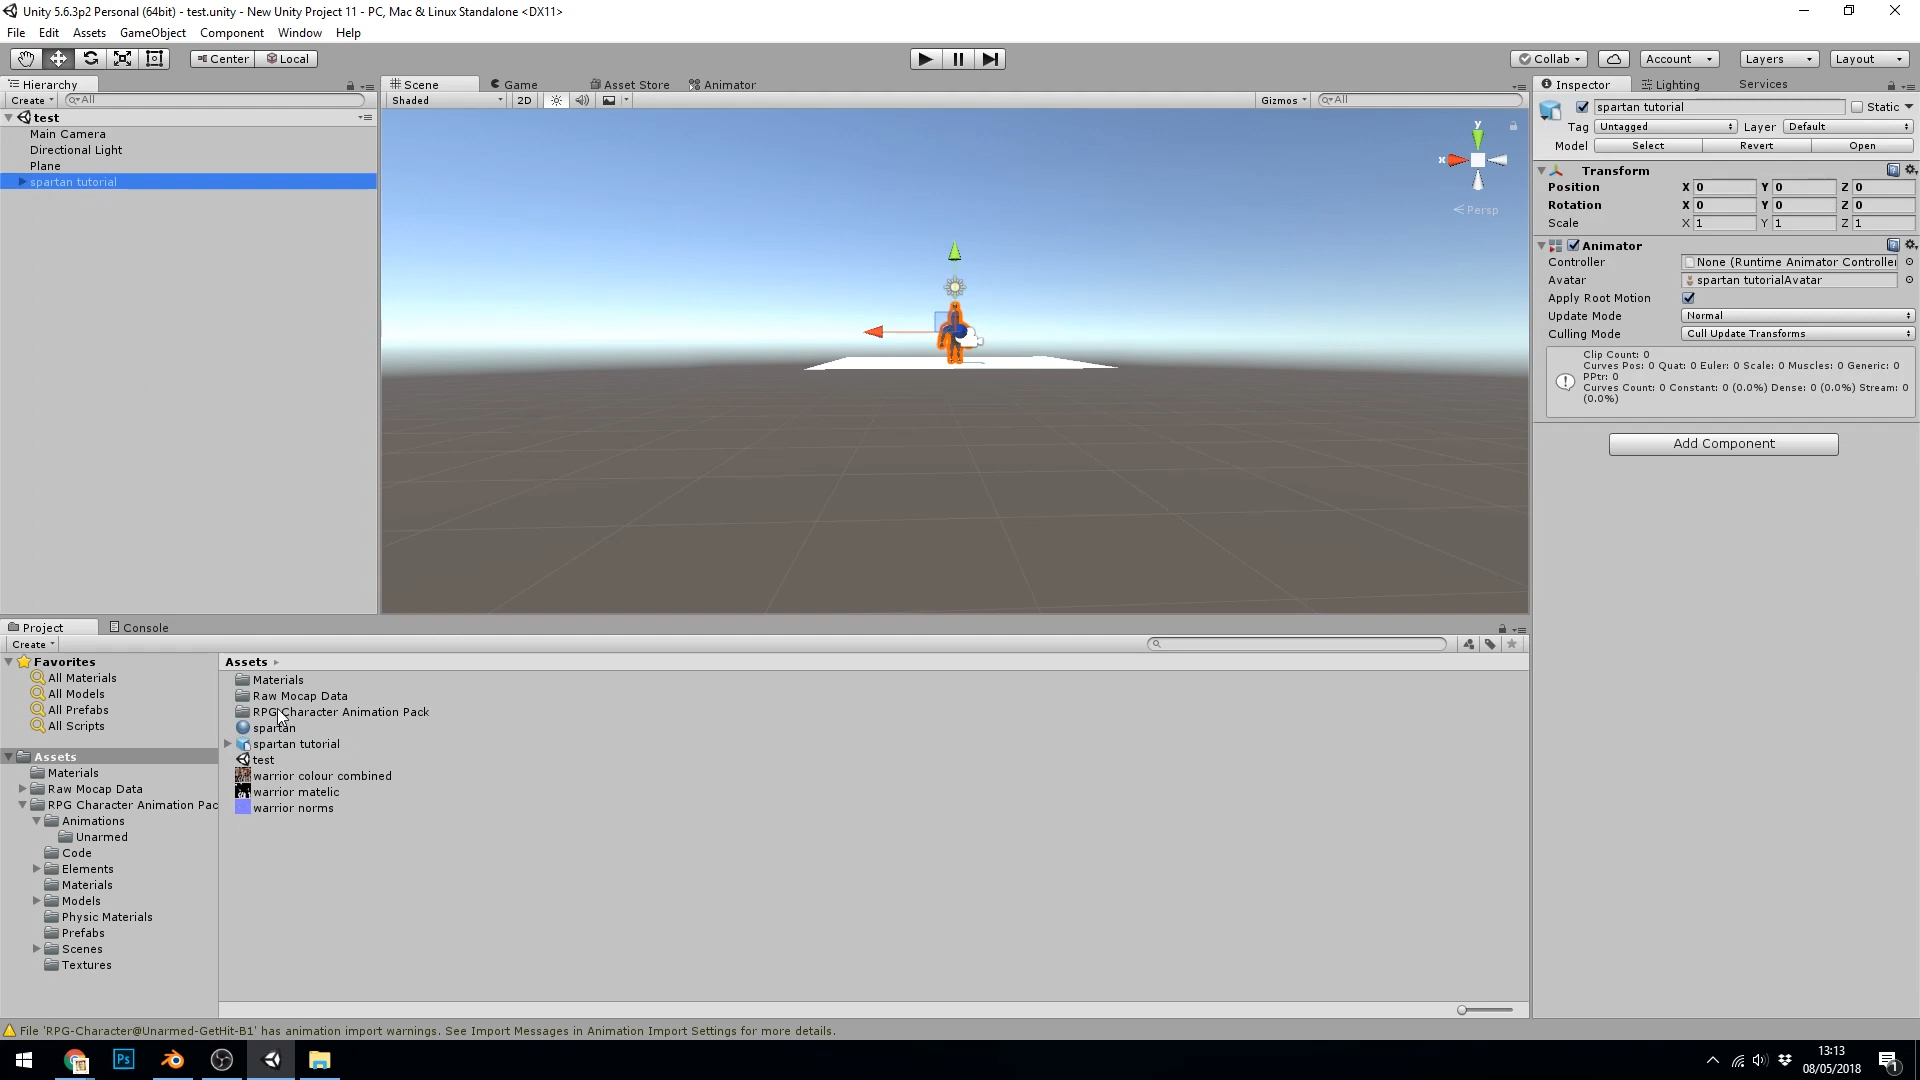 Unity 5.6.3p2 Personal (64bit) - test.unity - New Unity Project 11 - PC, Mac & Linux Standalone <DX11>
File Edit Assets GameObject Component Window Help
Center Local Collab Account Layers Layout
Hierarchy
Create All
test
Main Camera
Directional Light
Plane
spartan tutorial
Scene Game Asset Store Animator
Shaded 2D Gizmos All
y
x
Persp
Inspector Lighting Services
spartan tutorial Static
Tag Untagged Layer Default
Model Select Revert Open
Transform
Position X 0 Y 0 Z 0
Rotation X 0 Y 0 Z 0
Scale X 1 Y 1 Z 1
Animator
Controller None (Runtime Animator Controller
Avatar spartan tutorialAvatar
Apply Root Motion
Update Mode Normal
Culling Mode Cull Update Transforms
Clip Count: 0
Curves Pos: 0 Quat: 0 Euler: 0 Scale: 0 Muscles: 0 Generic: 0
PPtr: 0
Curves Count: 0 Constant: 0 (0.0%) Dense: 0 (0.0%) Stream: 0
(0.0%)
Add Component
Project Console
Create
Favorites
All Materials
All Models
All Prefabs
All Scripts
Assets
Materials
Raw Mocap Data
RPG Character Animation Pac
Animations
Unarmed
Code
Elements
Materials
Models
Physic Materials
Prefabs
Scenes
Textures
Assets
Materials
Raw Mocap Data
RPG Character Animation Pack
spartan
spartan tutorial
test
warrior colour combined
warrior matelic
warrior norms
File 'RPG-Character@Unarmed-GetHit-B1' has animation import warnings. See Import Messages in Animation Import Settings for more details.
Ps
13:13
08/05/2018
1